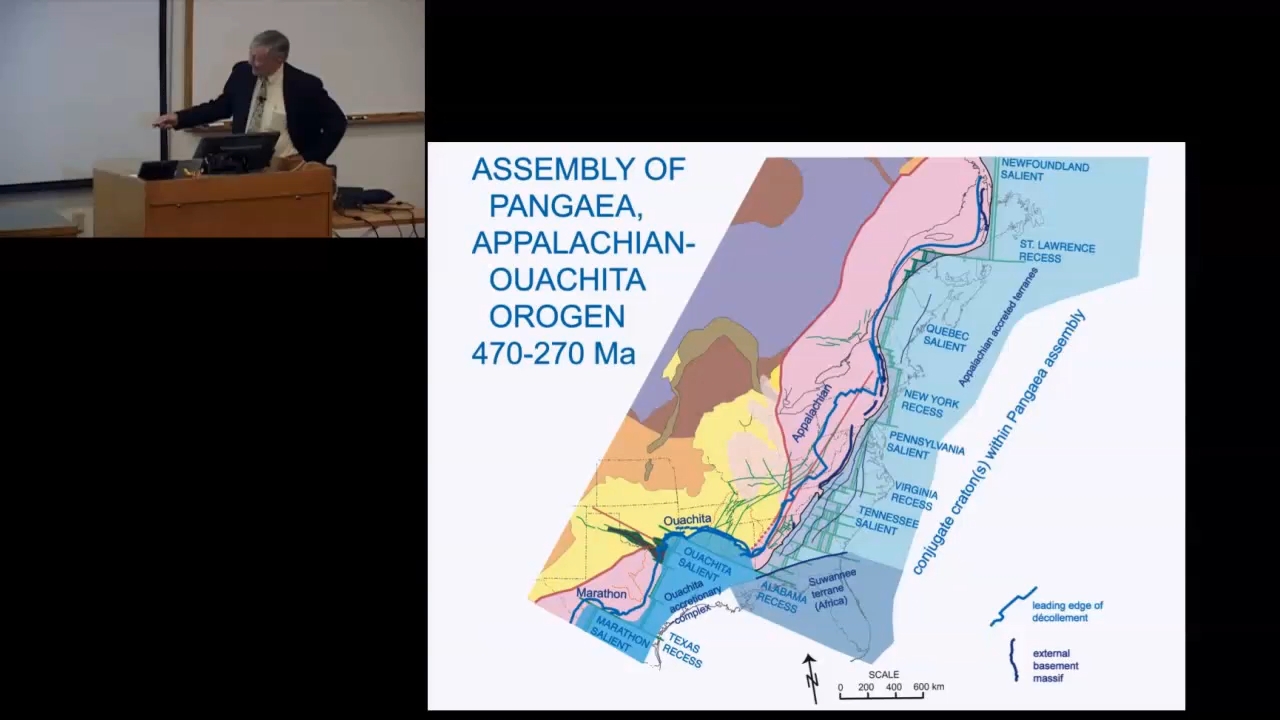 ASSEMBLY OF
PANGAEA,
APPALACHIAN-
OUACHITA
OROGEN
470-270 Ma
NEWFOUNDLAND
SALIENT
ST. LAWRENCE
RECESS
Appalachian accreted terranes
QUEBEC
SALIENT
conjugate craton(s) within Pangaea assembly
NEW YORK
RECESS
Appalachian
PENNSYLVANIA
SALIENT
VIRGINIA
RECESS
TENNESSEE
SALIENT
Ouachita
OUACHITA
SALIENT
Ouachita
accretionary
complex
ALABAMA
RECESS
Suwannee
terrane
(Africa)
Marathon
MARATHON
SALIENT
TEXAS
RECESS
leading edge of
décollement
external
basement
massif
N
SCALE
0 200 400 600 km